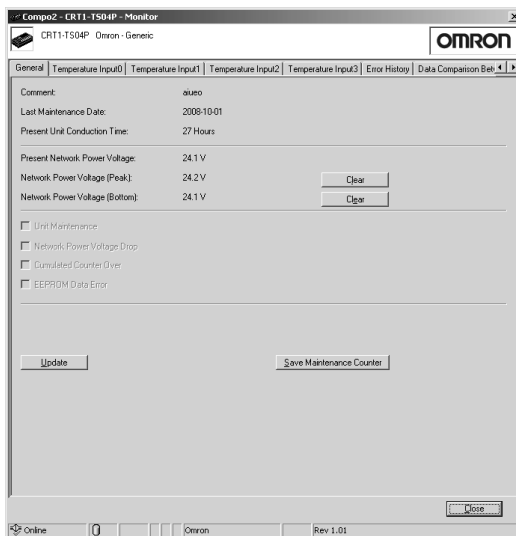 Compo2 - CRT1-TS04P - Monitor
CRT1-TS04P Omron - Generic
OMRON
General Temperature Input0 Temperature Input1 Temperature Input2 Temperature Input3 Error History Data Comparison Bet
Comment: aiueo
Last Maintenance Date: 2008-10-01
Present Unit Conduction Time: 27 Hours
Present Network Power Voltage: 24.1 V
Network Power Voltage (Peak): 24.2 V Clear
Network Power Voltage (Bottom): 24.1 V Clear
Unit Maintenance
Network Power Voltage Drop
Cumulated Counter Over
EEPROM Data Error
Update Save Maintenance Counter
Close
Online Omron Rev 1.01